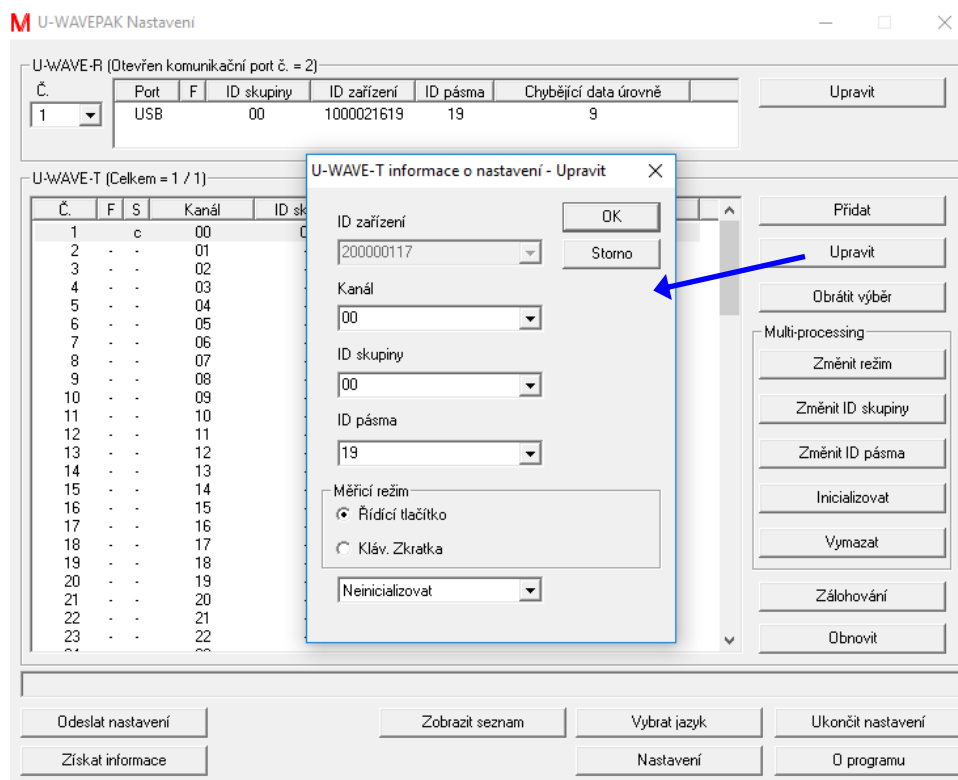 U-WAVEPAK Nastavení
U-WAVE-R (Otevřen komunikační port č. = 2)
Č.
1
Port F ID skupiny ID zařízení ID pásma Chybějící data úrovně
USB 00 1000021619 19 9
Upravit
U-WAVE-T (Celkem = 1 / 1)
Č. F S Kanál ID sk
1 c 00 0
2 - - 01
3 - - 02
4 - - 03
5 - - 04
6 - - 05
7 - - 06
8 - - 07
9 - - 08
10 - - 09
11 - - 10
12 - - 11
13 - - 12
14 - - 13
15 - - 14
16 - - 15
17 - - 16
18 - - 17
19 - - 18
20 - - 19
21 - - 20
22 - - 21
23 - - 22
U-WAVE-T informace o nastavení - Upravit
ID zařízení
200000117
OK
Storno
Kanál
00
ID skupiny
00
ID pásma
19
Měřicí režim
Řídící tlačítko
Kláv. Zkratka
Neinicializovat
Přidat
Upravit
Obrátit výběr
Multi-processing
Změnit režim
Změnit ID skupiny
Změnit ID pásma
Inicializovat
Vymazat
Zálohování
Obnovit
Odeslat nastavení
Zobrazit seznam
Vybrat jazyk
Ukončit nastavení
Získat informace
Nastavení
O programu